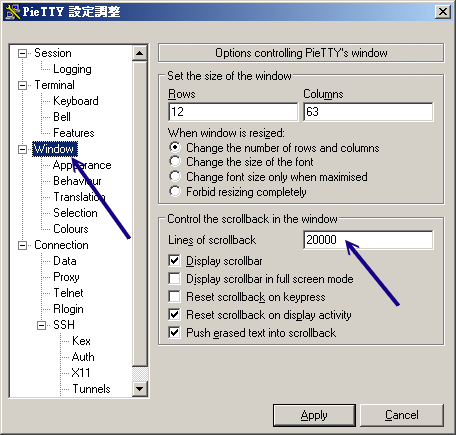 PieTTY 設定調整
Session
Logging
Terminal
Keyboard
Bell
Features
Window
Appearance
Behaviour
Translation
Selection
Colours
Connection
Data
Proxy
Telnet
Rlogin
SSH
Kex
Auth
X11
Tunnels
Options controlling PieTTY's window
Set the size of the window
Rows Columns
12 63
When window is resized:
Change the number of rows and columns
Change the size of the font
Change font size only when maximised
Forbid resizing completely
Control the scrollback in the window
Lines of scrollback 20000
Display scrollbar
Display scrollbar in full screen mode
Reset scrollback on keypress
Reset scrollback on display activity
Push erased text into scrollback
Apply Cancel